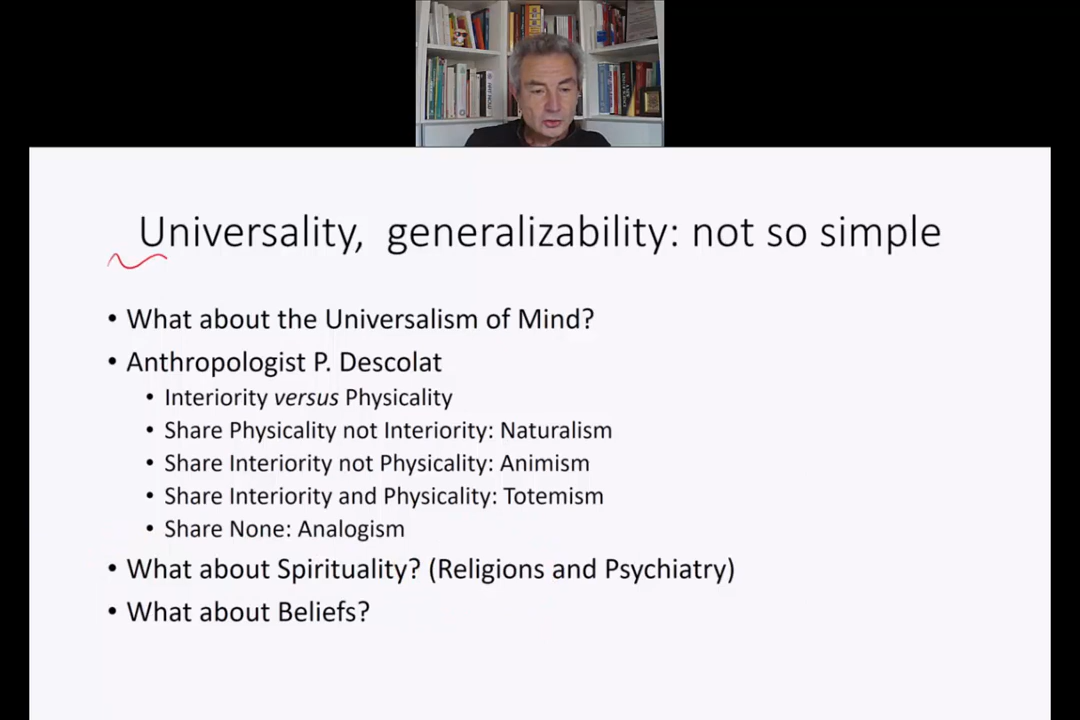 Universality, generalizability: not so simple
• What about the Universalism of Mind?
• Anthropologist P. Descolat
• Interiority versus Physicality
• Share Physicality not Interiority: Naturalism
• Share Interiority not Physicality: Animism
• Share Interiority and Physicality: Totemism
• Share None: Analogism
• What about Spirituality? (Religions and Psychiatry)
• What about Beliefs?